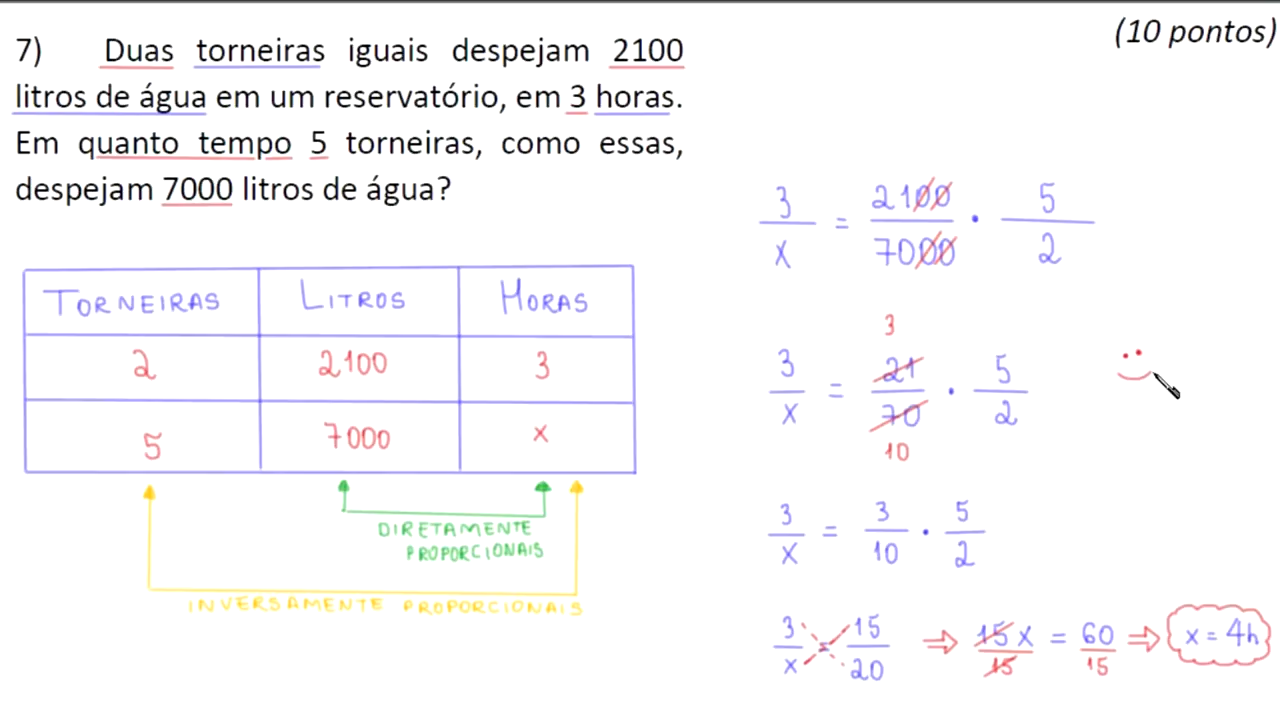 (10 pontos)
7) Duas torneiras iguais despejam 2100
litros de água em um reservatório, em 3 horas.
Em quanto tempo 5 torneiras, como essas,
despejam 7000 litros de água?
TORNEIRAS LITROS HORAS
2 2100 3
5 7000 x
DIRETAMENTE
PROPORCIONAIS
INVERSAMENTE PROPORCIONAIS
3/x = 2100/7000 · 5/2
3
3/x = 21/70 · 5/2
10
3/x = 3/10 · 5/2
3/x = 15/20 ⇒ 15x/15 = 60/15 ⇒ x = 4h